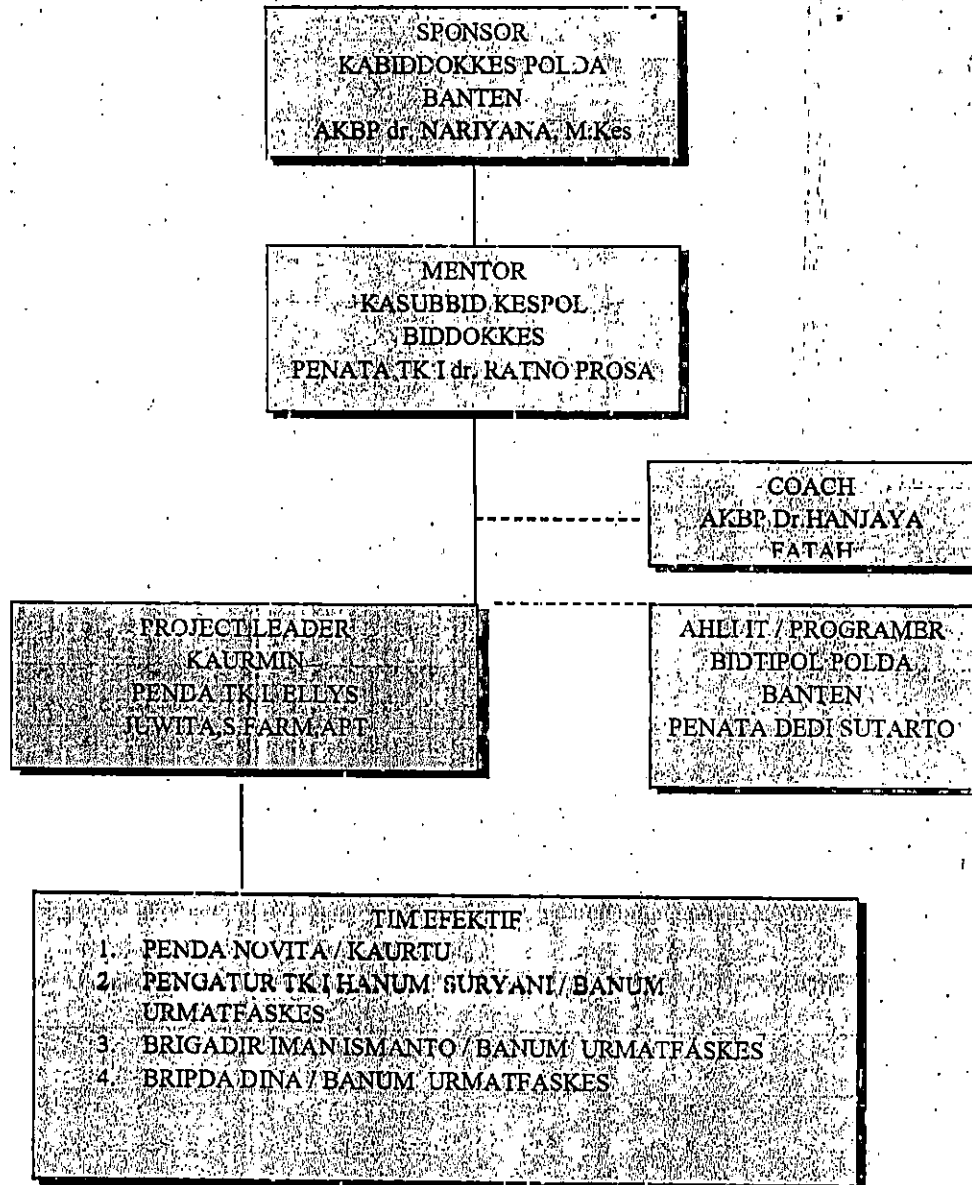 SPONSOR
KABIDDOKKES POLDA
BANTEN
AKBP dr. NARIYANA, M.Kes
MENTOR
KASUBBID KESPOL
BIDDOKKES
PENATA TK I dr. RATNO PROSA
COACH
AKBP Dr.HANJAYA
FATAH
PROJECT LEADER
KAURMIN
PENDA TK I ELLYS
JUWITA,S.FARM,APT
AHLI IT / PROGRAMER
BIDTIPOL POLDA
BANTEN
PENATA DEDI SUTARTO
TIM EFEKTIF
1. PENDA NOVITA / KAURTU
2. PENGATUR TK I HANUM SURYANI / BANUM
URMATFASKES
3. BRIGADIR IMAN ISMANTO / BANUM URMATFASKES
4. BRIPDA DINA / BANUM URMATFASKES